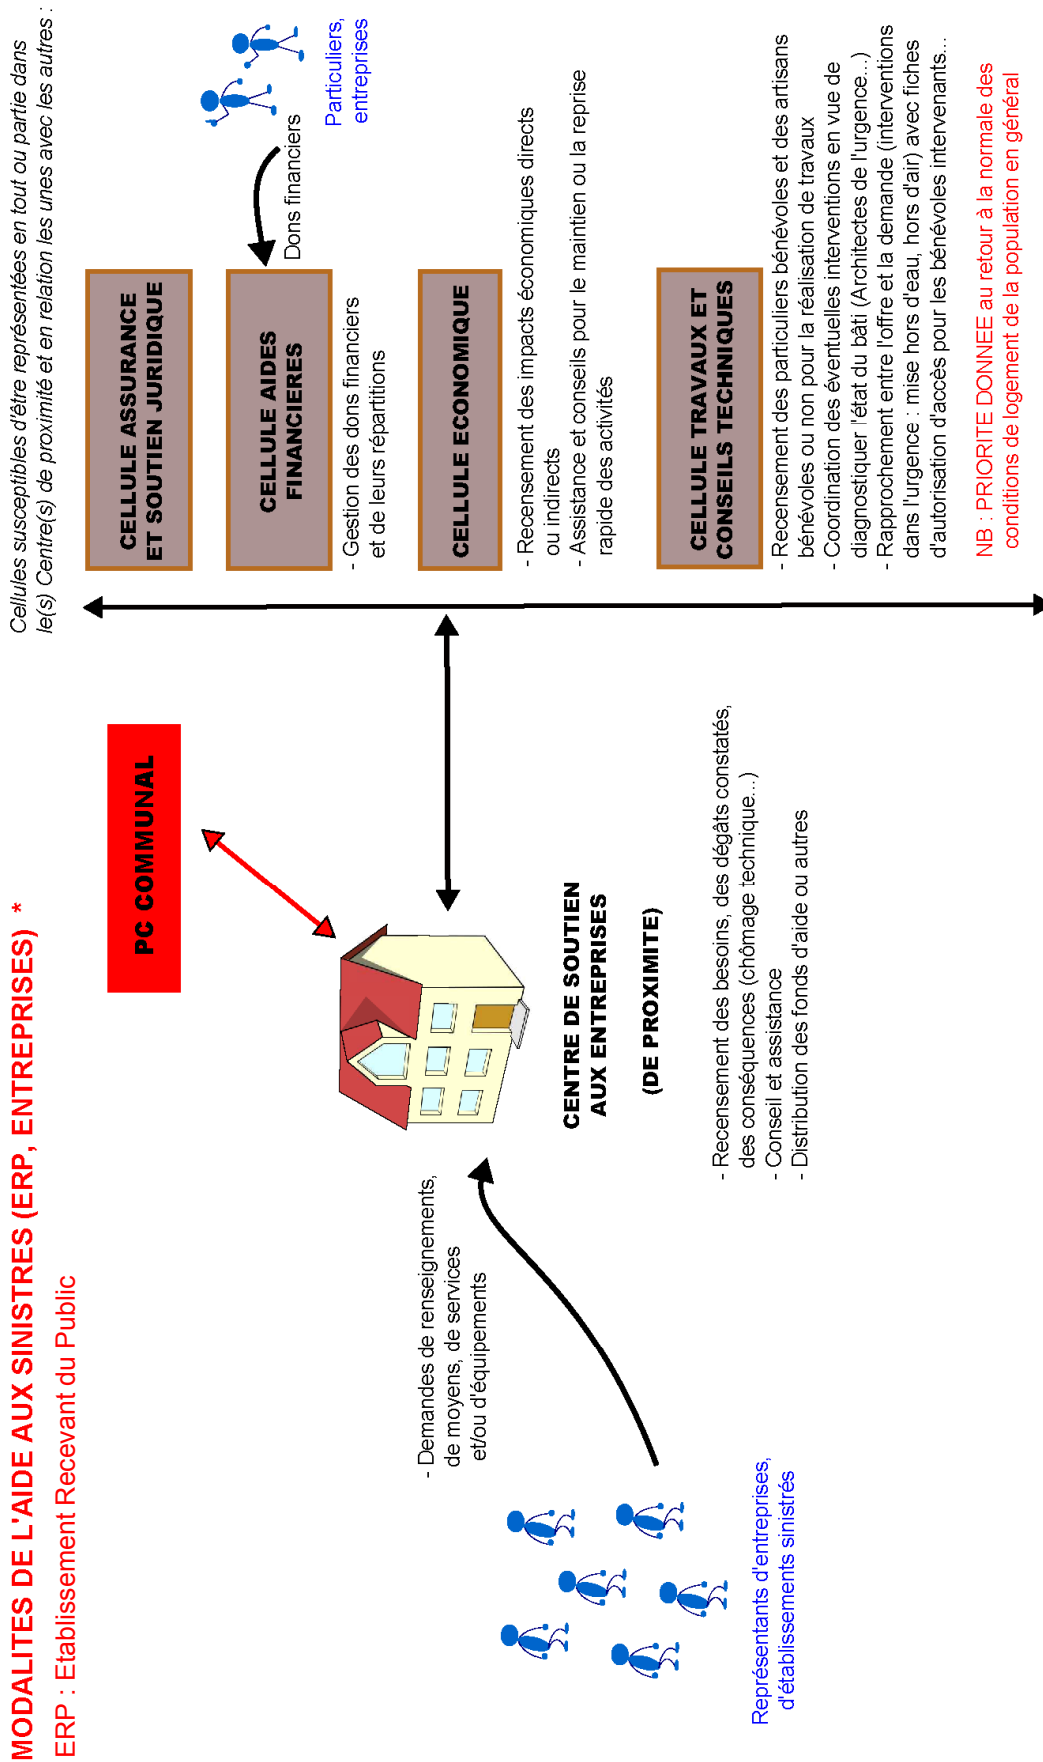 MODALITES DE L'AIDE AUX SINISTRES (ERP, ENTREPRISES) *
ERP : Etablissement Recevant du Public
Représentants d'entreprises,
d'établissements sinistrés
- Demandes de renseignements,
de moyens, de services
et/ou d'équipements
PC COMMUNAL
CENTRE DE SOUTIEN
AUX ENTREPRISES
(DE PROXIMITE)
- Recensement des besoins, des dégâts constatés,
des conséquences (chômage technique...)
- Conseil et assistance
- Distribution des fonds d'aide ou autres
Cellules susceptibles d'être représentées en tout ou partie dans
le(s) Centre(s) de proximité et en relation les unes avec les autres :
CELLULE ASSURANCE
ET SOUTIEN JURIDIQUE
CELLULE AIDES
FINANCIERES
Dons financiers
Particuliers,
entreprises
- Gestion des dons financiers
et de leurs répartitions
CELLULE ECONOMIQUE
- Recensement des impacts économiques directs
ou indirects
- Assistance et conseils pour le maintien ou la reprise
rapide des activités
CELLULE TRAVAUX ET
CONSEILS TECHNIQUES
- Recensement des particuliers bénévoles et des artisans
bénévoles ou non pour la réalisation de travaux
- Coordination des éventuelles interventions en vue de
diagnostiquer l'état du bâti (Architectes de l'urgence...)
- Rapprochement entre l'offre et la demande (interventions
dans l'urgence : mise hors d'eau, hors d'air) avec fiches
d'autorisation d'accès pour les bénévoles intervenants...
NB : PRIORITE DONNEE au retour à la normale des
conditions de logement de la population en général